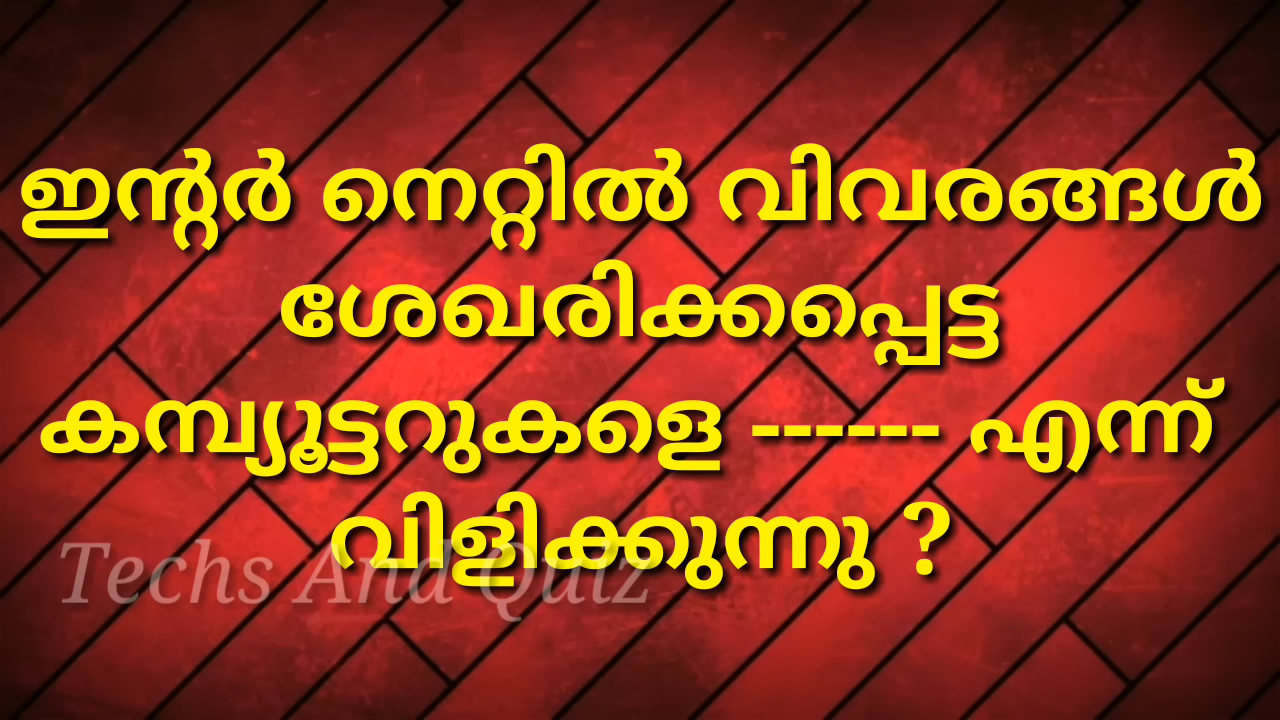 ഇന്റർ നെറ്റിൽ വിവരങ്ങൾ
ശേഖരിക്കപ്പെട്ട
കമ്പ്യൂട്ടറുകളെ ------ എന്ന്
വിളിക്കുന്നു ?
Techs And Quiz